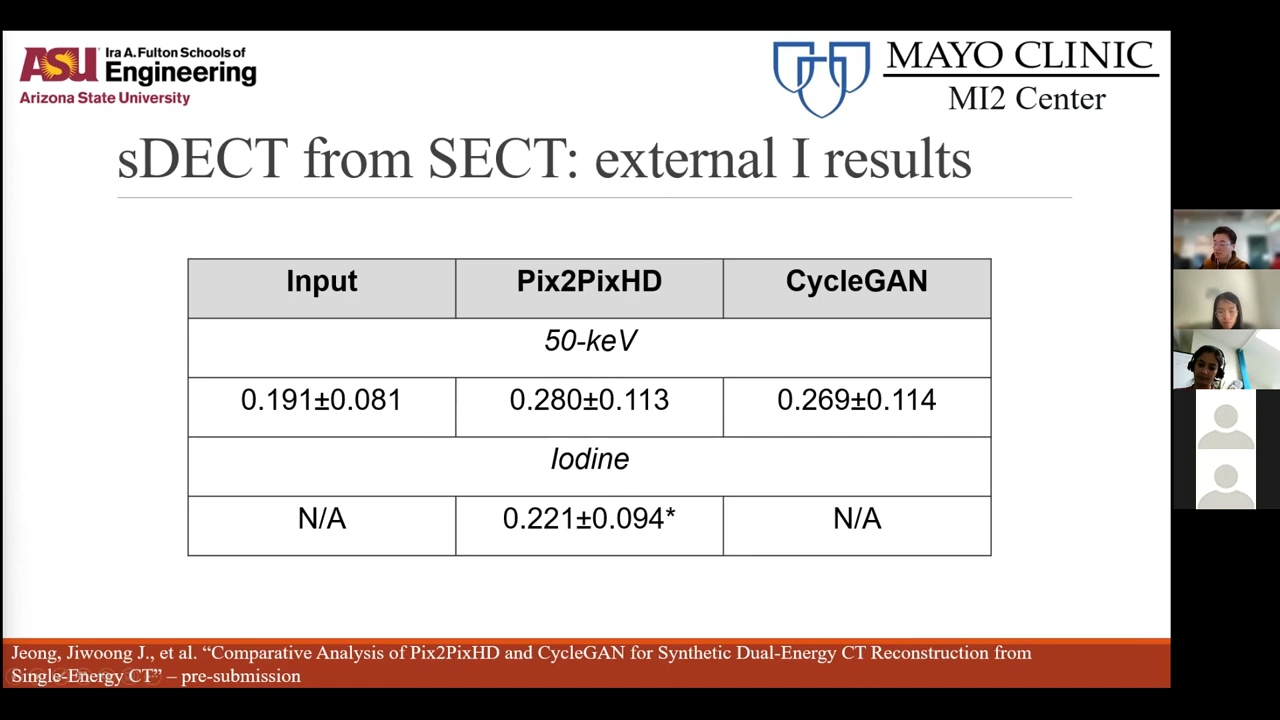 ASU Ira A. Fulton Schools of
Engineering
Arizona State University
MAYO CLINIC
MI2 Center
sDECT from SECT: external I results
Input Pix2PixHD CycleGAN
50-keV
0.191±0.081 0.280±0.113 0.269±0.114
Iodine
N/A 0.221±0.094* N/A
Jeong, Jiwoong J., et al. “Comparative Analysis of Pix2PixHD and CycleGAN for Synthetic Dual-Energy CT Reconstruction from
Single-Energy CT” – pre-submission